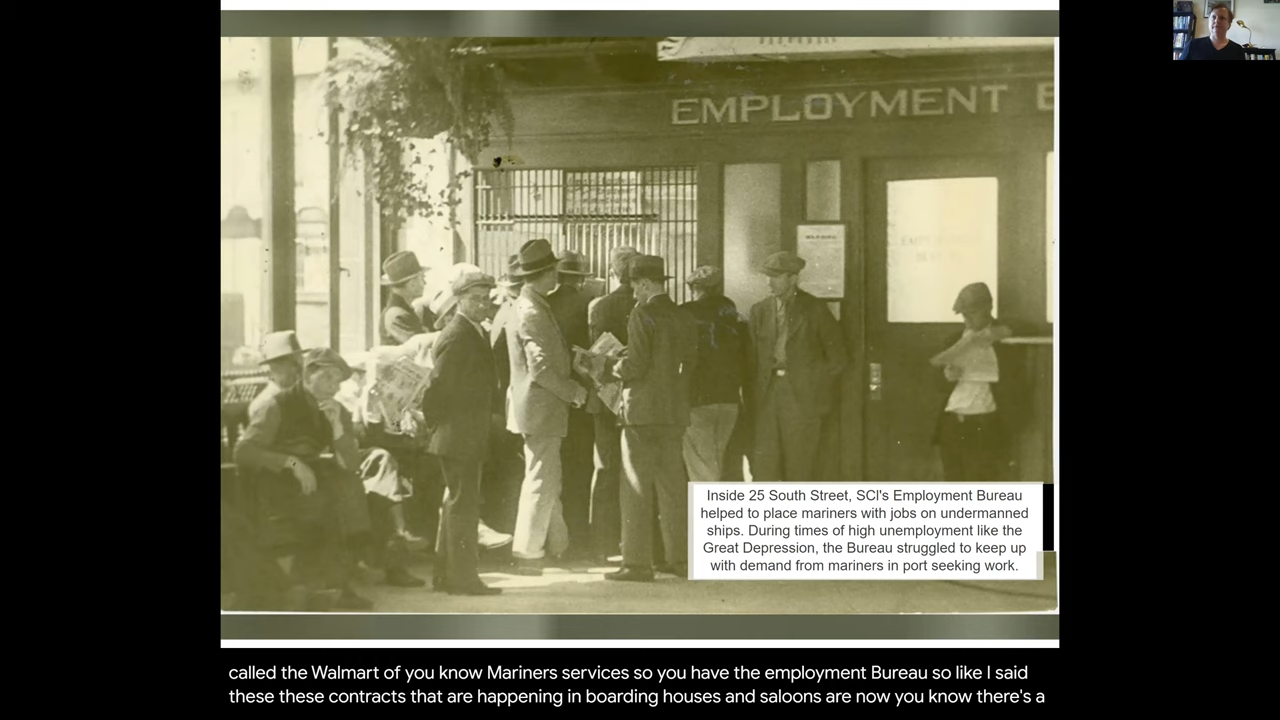 EMPLOYMENT
Inside 25 South Street, SCI's Employment Bureau
helped to place mariners with jobs on undermanned
ships. During times of high unemployment like the
Great Depression, the Bureau struggled to keep up
with demand from mariners in port seeking work.
called the Walmart of you know Mariners services so you have the employment Bureau so like I said
these these contracts that are happening in boarding houses and saloons are now you know there's a